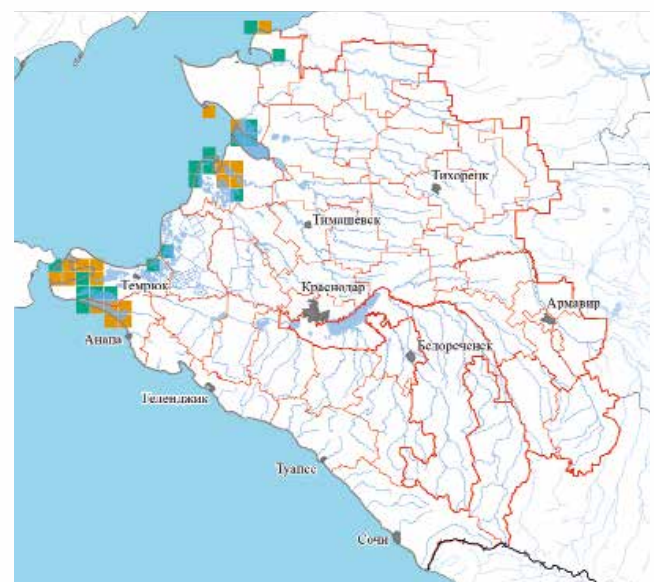 Тихорецк
Тимашевск
Темрюк
Краснодар
Армавир
Анапа
Белореченск
Геленджик
Туапсе
Сочи